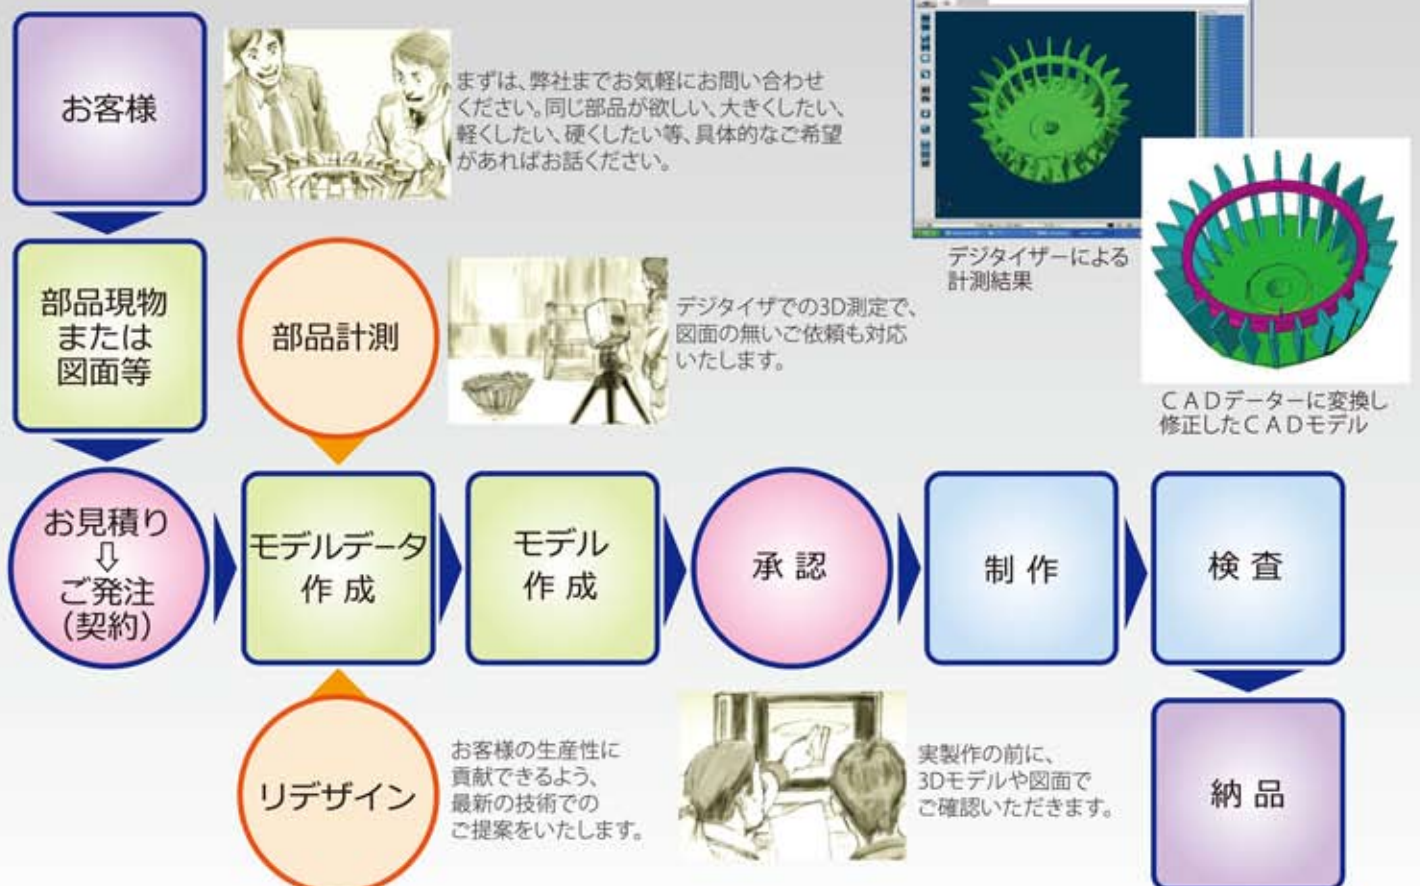 お客様
まずは、弊社までお気軽にお問い合わせ
ください。同じ部品が欲しい、大きくしたい、
軽くしたい、硬くしたい等、具体的なご希望
があればお話ください。
デジタイザーによる
計測結果
CADデーターに変換し
修正したCADモデル
部品現物
または
図面等
部品計測
デジタイザでの3D測定で、
図面の無いご依頼も対応
いたします。
お見積り
⇩
ご発注
（契約）
モデルデータ
作 成
モデル
作 成
承 認
制 作
検 査
リデザイン
お客様の生産性に
貢献できるよう、
最新の技術での
ご提案をいたします。
実製作の前に、
3Dモデルや図面で
ご確認いただきます。
納 品